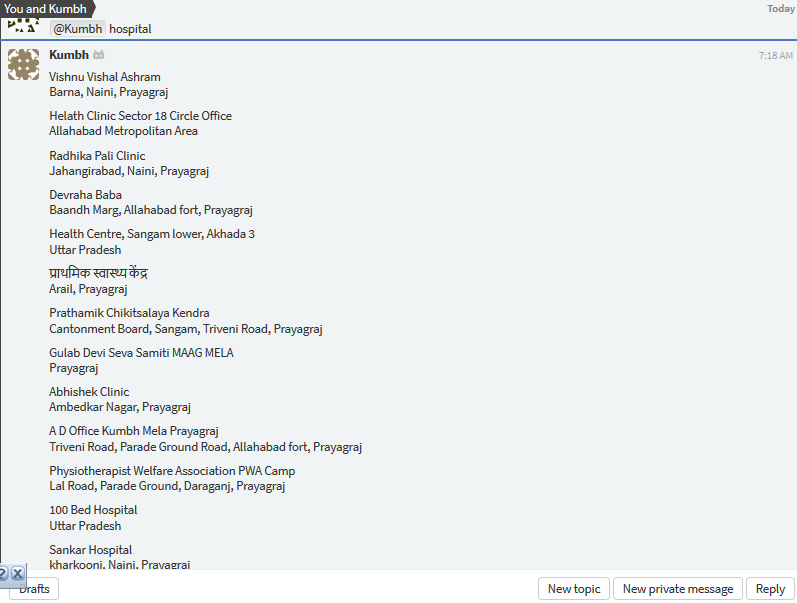 You and Kumbh
Today
@Kumbh hospital
Kumbh
7:18 AM
Vishnu Vishal Ashram
Barna, Naini, Prayagraj
Helath Clinic Sector 18 Circle Office
Allahabad Metropolitan Area
Radhika Pali Clinic
Jahangirabad, Naini, Prayagraj
Devraha Baba
Baandh Marg, Allahabad fort, Prayagraj
Health Centre, Sangam lower, Akhada 3
Uttar Pradesh
प्राथमिक स्वास्थ्य केंद्र
Arail, Prayagraj
Prathamik Chikitsalaya Kendra
Cantonment Board, Sangam, Triveni Road, Prayagraj
Gulab Devi Seva Samiti MAAG MELA
Prayagraj
Abhishek Clinic
Ambedkar Nagar, Prayagraj
A D Office Kumbh Mela Prayagraj
Triveni Road, Parade Ground Road, Allahabad fort, Prayagraj
Physiotherapist Welfare Association PWA Camp
Lal Road, Parade Ground, Daraganj, Prayagraj
100 Bed Hospital
Uttar Pradesh
Sankar Hospital
kharkooni, Naini, Prayagraj
? X
Drafts
New topic
New private message
Reply